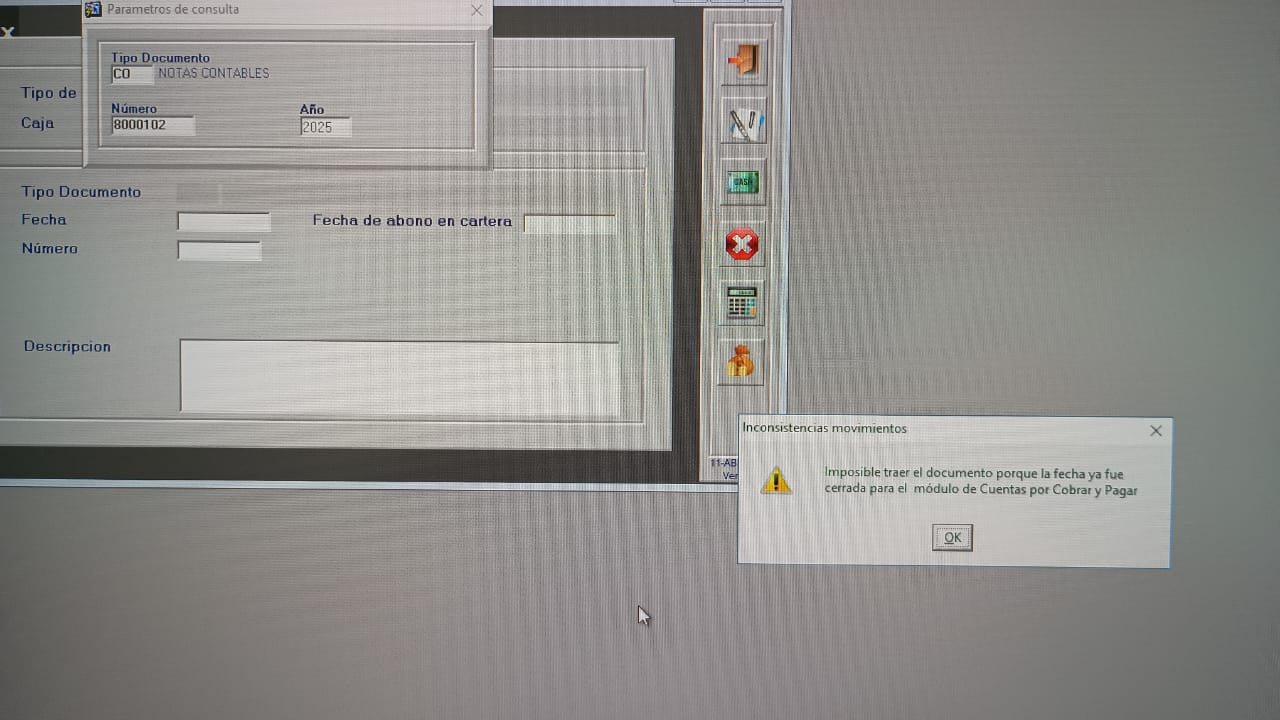 Parametros de consulta
Tipo Documento
CO NOTAS CONTABLES
Número Año
8000102 2025
Tipo de
Caja
Tipo Documento
Fecha Fecha de abono en cartera
Número
Descripcion
CASH
11-AB
Ver
Inconsistencias movimientos
Imposible traer el documento porque la fecha ya fue
cerrada para el módulo de Cuentas por Cobrar y Pagar
OK